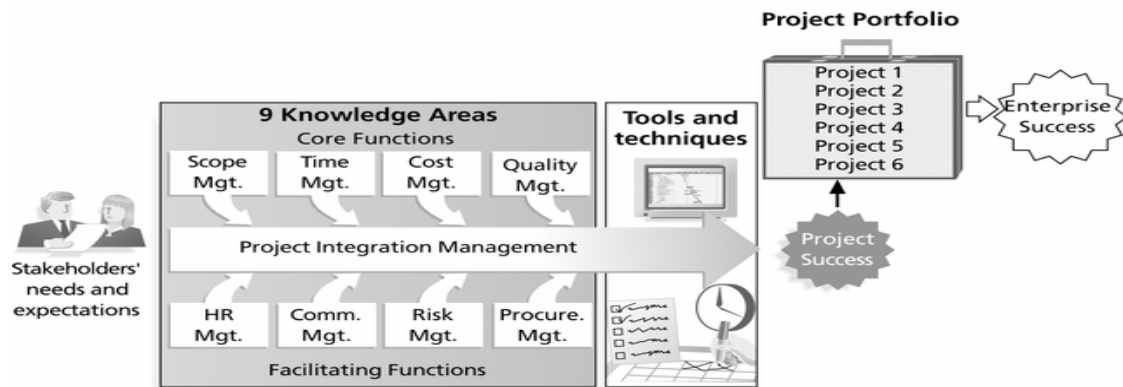 Project Portfolio
Project 1
Project 2
Project 3
Project 4
Project 5
Project 6
Enterprise
Success
9 Knowledge Areas
Core Functions
Scope
Mgt.
Time
Mgt.
Cost
Mgt.
Quality
Mgt.
Tools and
techniques
Project Integration Management
Project
Success
Stakeholders'
needs and
expectations
HR
Mgt.
Comm.
Mgt.
Risk
Mgt.
Procure.
Mgt.
Facilitating Functions